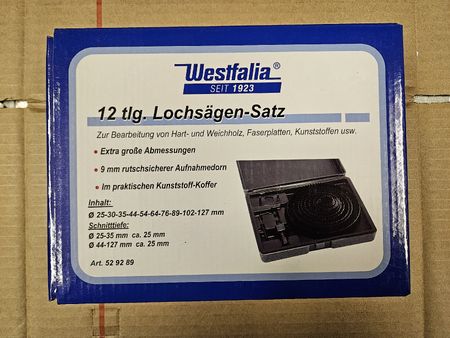 Westfalia®
SEIT 1923
12 tlg. Lochsägen-Satz
Zur Bearbeitung von Hart- und Weichholz, Faserplatten, Kunststoffen usw.
• Extra große Abmessungen
• 9 mm rutschsicherer Aufnahmedorn
• Im praktischen Kunststoff-Koffer
Inhalt:
Ø 25-30-35-44-54-64-76-89-102-127 mm
Schnitttiefe:
Ø 25-35 mm ca. 25 mm
Ø 44-127 mm ca. 25 mm
Art. 52 92 89